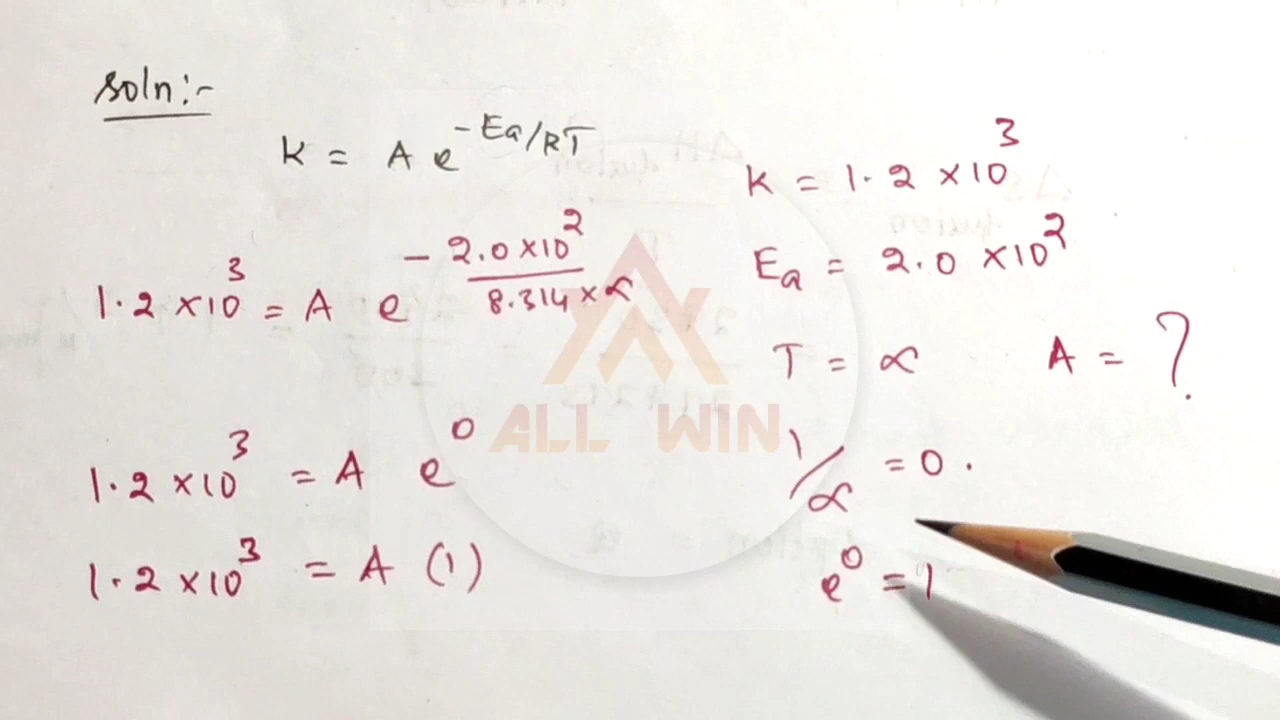 Soln:-
K = A e^-Ea/RT
K = 1.2 ×10^3
1.2 ×10^3 = A e^-2.0×10^2/8.314×∝
Ea = 2.0 ×10^2
T = ∝ A = ?
ALL WIN
1.2 ×10^3 = A e^0
1/∝ = 0.
1.2 ×10^3 = A (1)
e^0 = 1